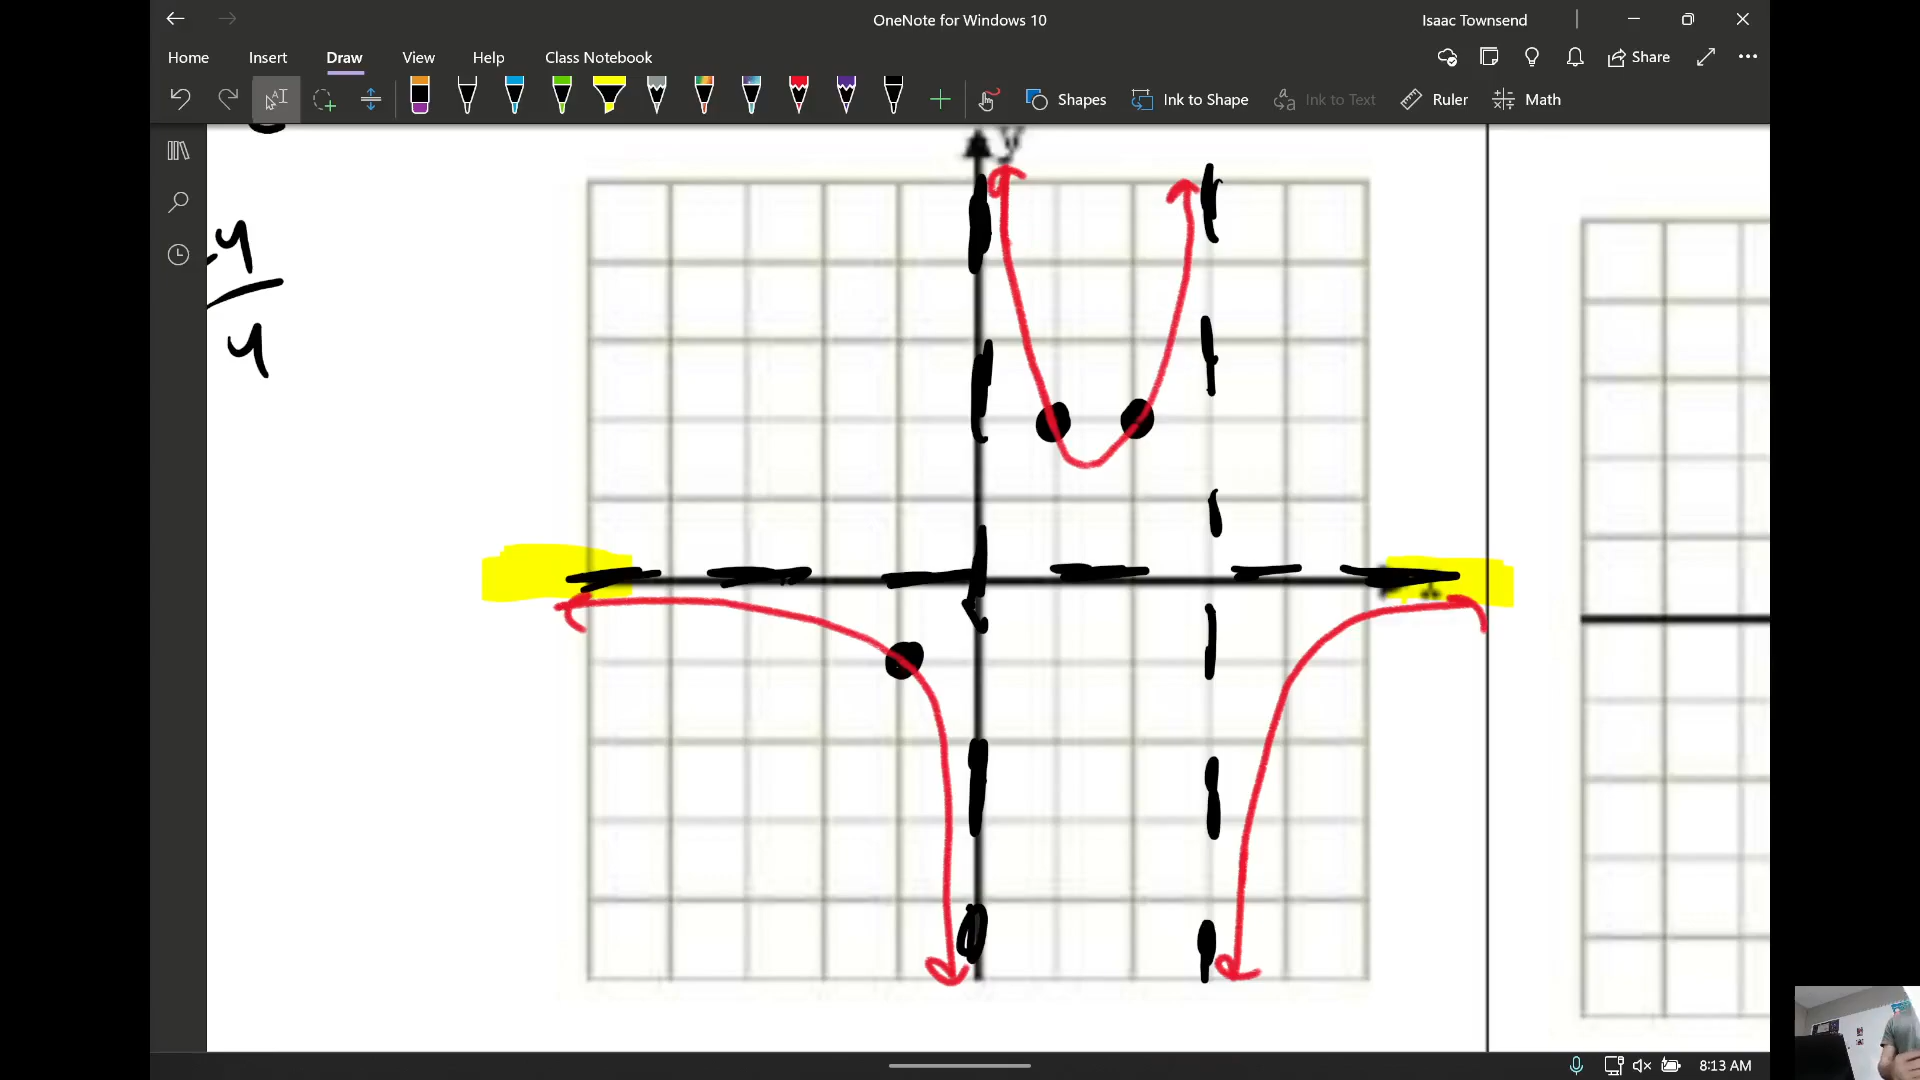 OneNote for Windows 10
Isaac Townsend
Home Insert Draw View Help Class Notebook
Share
Shapes
Ink to Shape
Ink to Text
Ruler
Math
y
4
4
8:13 AM